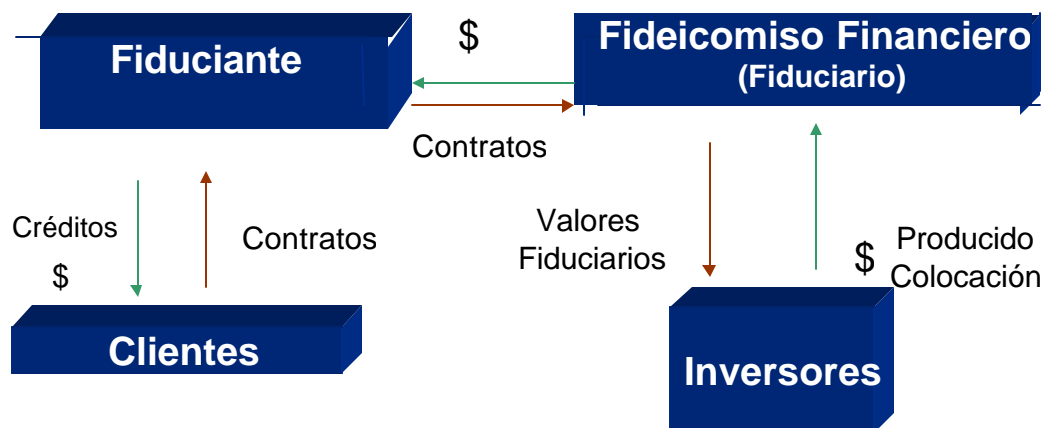 Fiduciante
$
Fideicomiso Financiero
(Fiduciario)
Contratos
Créditos
$
Contratos
Valores
Fiduciarios
$
Producido
Colocación
Clientes
Inversores